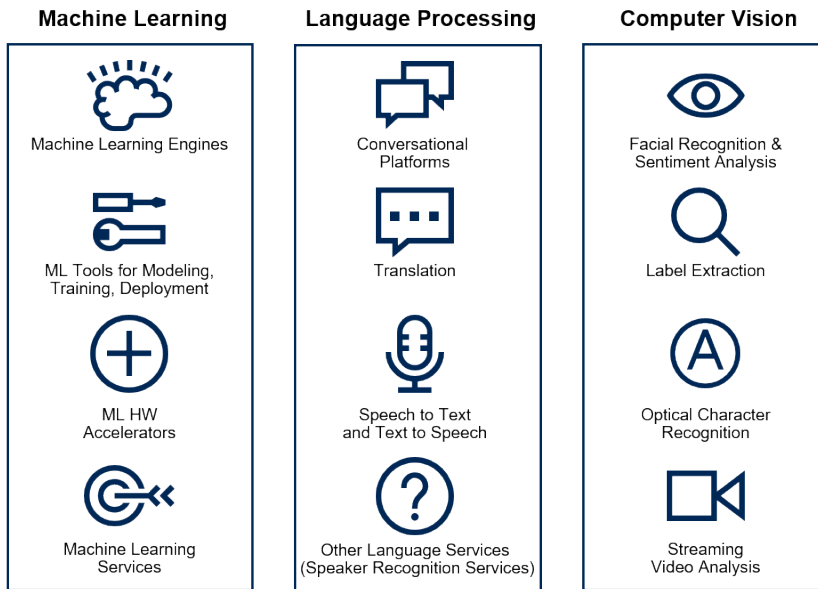 Machine Learning
Machine Learning Engines
ML Tools for Modeling,
Training, Deployment
ML HW
Accelerators
Machine Learning
Services
Language Processing
Conversational
Platforms
Translation
Speech to Text
and Text to Speech
Other Language Services
(Speaker Recognition Services)
Computer Vision
Facial Recognition &
Sentiment Analysis
Label Extraction
A
Optical Character
Recognition
Streaming
Video Analysis